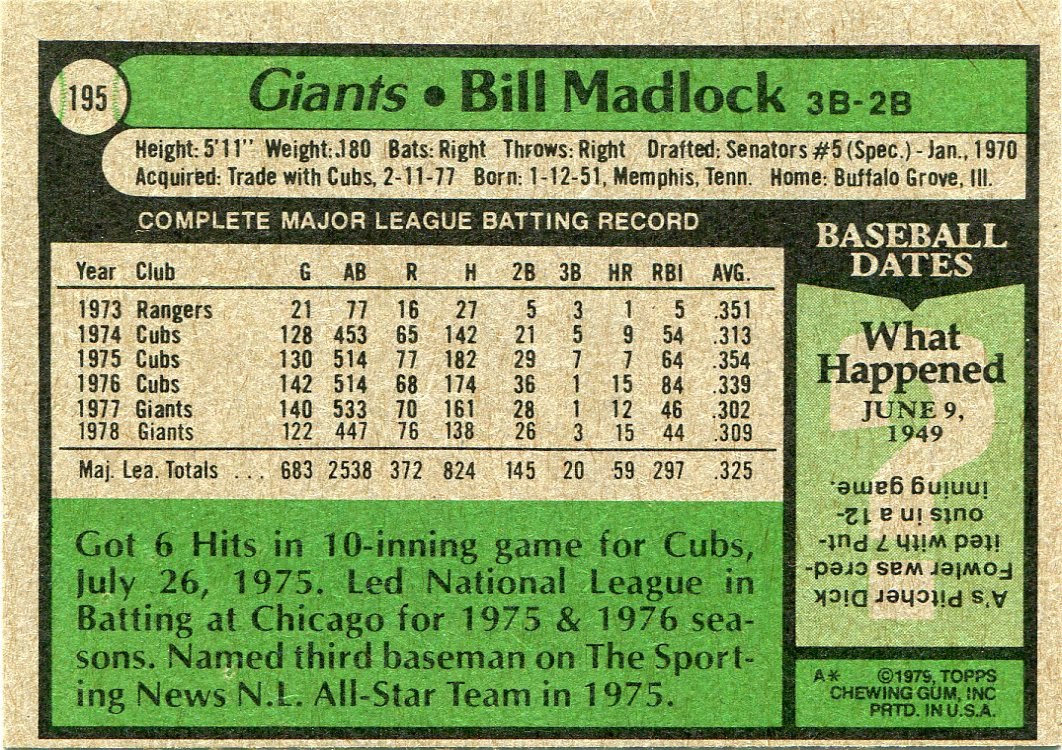 195
Giants • Bill Madlock 3B-2B
Height: 5'11" Weight: 180 Bats: Right Throws: Right Drafted: Senators #5 (Spec.) - Jan., 1970
Acquired: Trade with Cubs, 2-11-77 Born: 1-12-51, Memphis, Tenn. Home: Buffalo Grove, Ill.
COMPLETE MAJOR LEAGUE BATTING RECORD
Year Club G AB R H 2B 3B HR RBI AVG.
1973 Rangers 21 77 16 27 5 3 1 5 .351
1974 Cubs 128 453 65 142 21 5 9 54 .313
1975 Cubs 130 514 77 182 29 7 7 64 .354
1976 Cubs 142 514 68 174 36 1 15 84 .339
1977 Giants 140 533 70 161 28 1 12 46 .302
1978 Giants 122 447 76 138 26 3 15 44 .309
Maj. Lea. Totals ... 683 2538 372 824 145 20 59 297 .325
Got 6 Hits in 10-inning game for Cubs,
July 26, 1975. Led National League in
Batting at Chicago for 1975 & 1976 sea-
sons. Named third baseman on The Sport-
ing News N.L. All-Star Team in 1975.
BASEBALL
DATES
What
Happened
JUNE 9,
1949
?
A's Pitcher Dick
Fowler was cred-
ited with 7 Put-
outs in a 12-
inning game.
A* ©1979, TOPPS
CHEWING GUM, INC
PRTD. IN U.S.A.